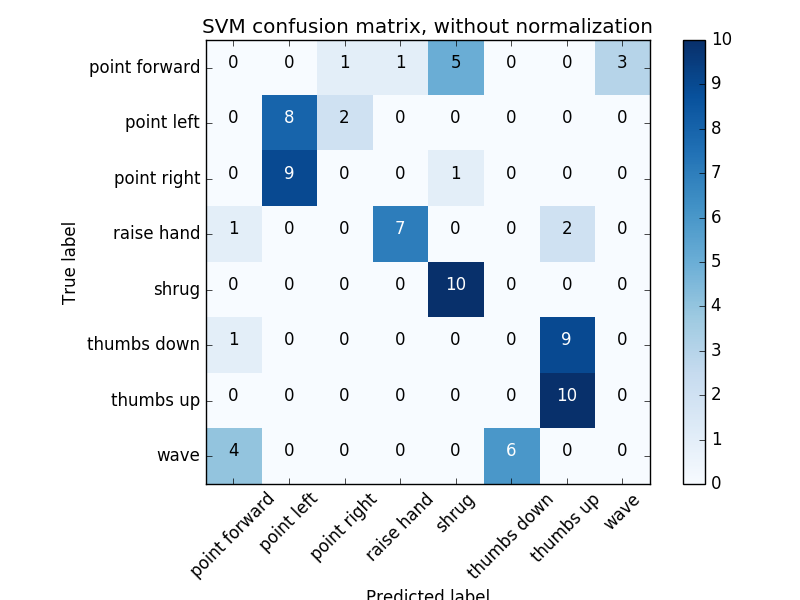 SVM confusion matrix, without normalization
point forward 0 0 1 1 5 0 0 3
point left 0 8 2 0 0 0 0 0
point right 0 9 0 0 1 0 0 0
raise hand 1 0 0 7 0 0 2 0
shrug 0 0 0 0 10 0 0 0
thumbs down 1 0 0 0 0 0 9 0
thumbs up 0 0 0 0 0 0 10 0
wave 4 0 0 0 0 6 0 0
True label
point forward point left point right raise hand shrug thumbs down thumbs up wave
Predicted label
10
9
8
7
6
5
4
3
2
1
0